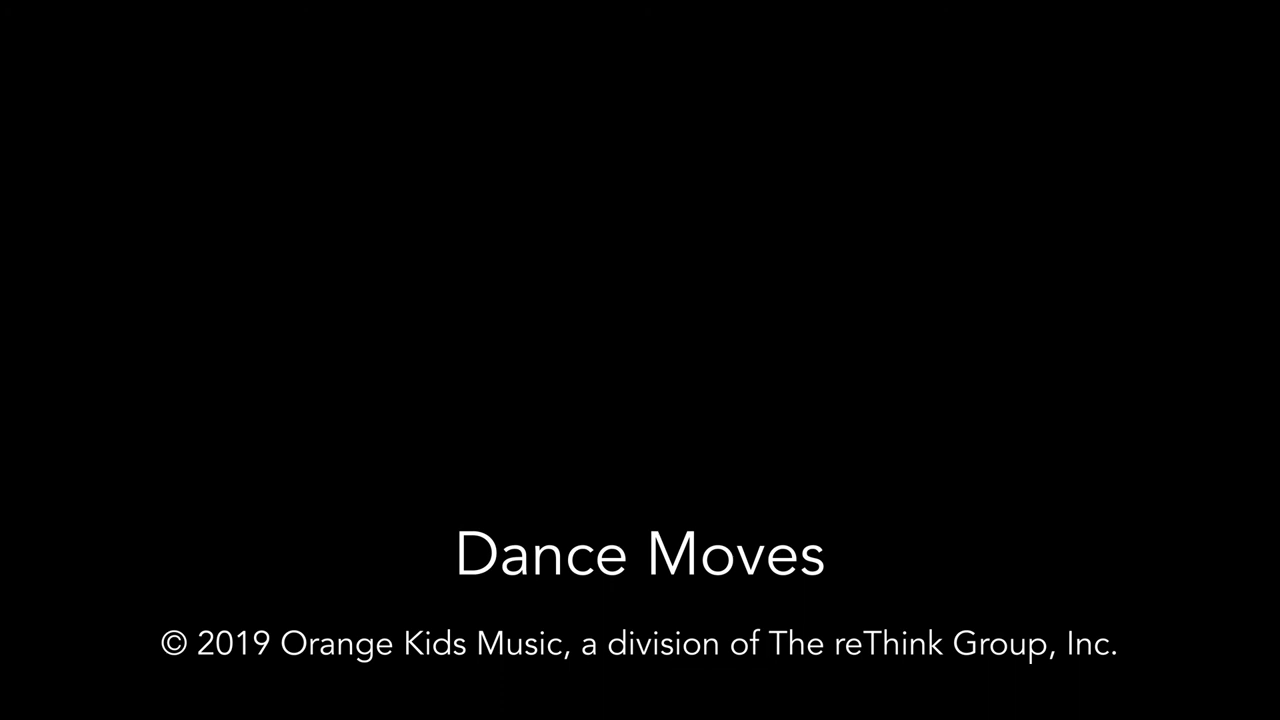 Dance Moves
© 2019 Orange Kids Music, a division of The reThink Group, Inc.